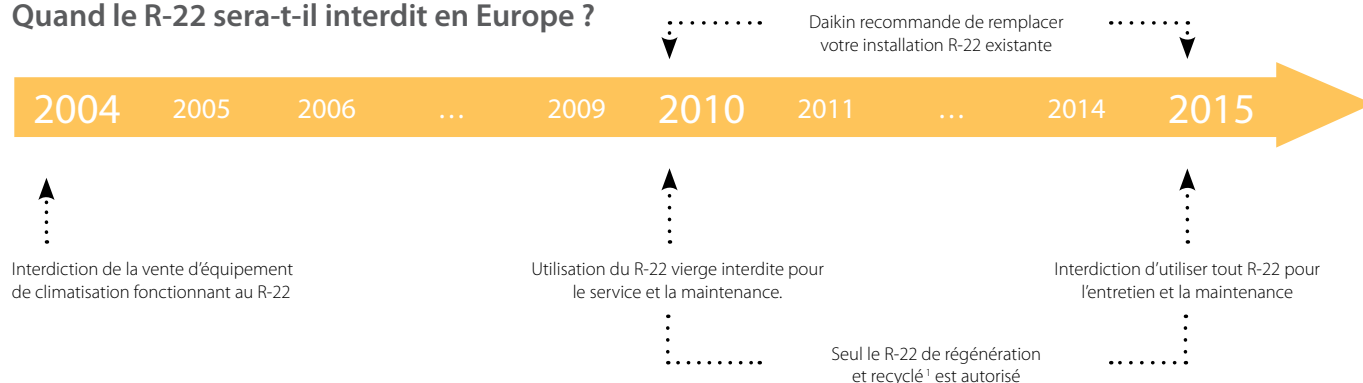 Quand le R-22 sera-t-il interdit en Europe ?
Daikin recommande de remplacer
votre installation R-22 existante
2004 2005 2006 … 2009 2010 2011 … 2014 2015
Interdiction de la vente d’équipement
de climatisation fonctionnant au R-22
Utilisation du R-22 vierge interdite pour
le service et la maintenance.
Interdiction d’utiliser tout R-22 pour
l’entretien et la maintenance
Seul le R-22 de régénération
et recyclé ¹ est autorisé